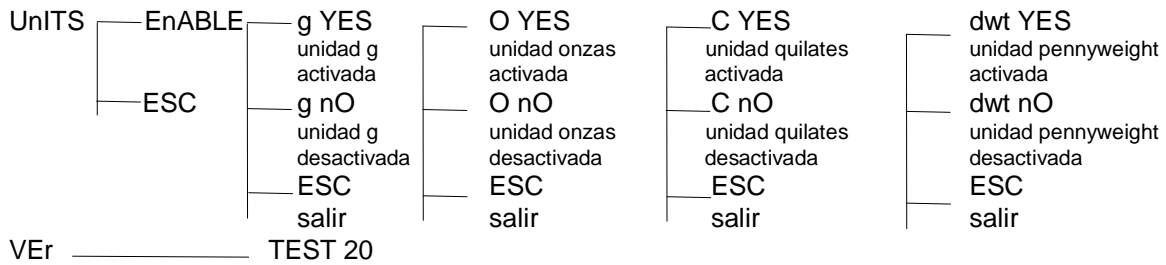 UnITS EnABLE g YES O YES C YES dwt YES
unidad g unidad onzas unidad quilates unidad pennyweight
activada activada activada activada
ESC g nO O nO C nO dwt nO
unidad g unidad onzas unidad quilates unidad pennyweight
desactivada desactivada desactivada desactivada
ESC ESC ESC ESC
salir salir salir salir
VEr TEST 20